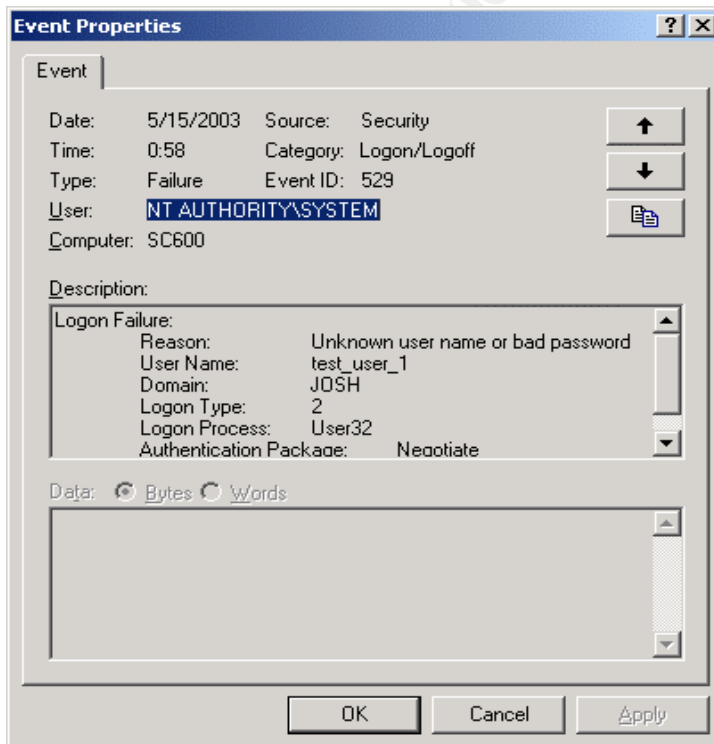 Event Properties
Event
Date: 5/15/2003 Source: Security
Time: 0:58 Category: Logon/Logoff
Type: Failure Event ID: 529
User: NT AUTHORITY\SYSTEM
Computer: SC600
Description:
Logon Failure:
Reason: Unknown user name or bad password
User Name: test_user_1
Domain: JOSH
Logon Type: 2
Logon Process: User32
Authentication Package: Negotiate
Data: Bytes Words
OK Cancel Apply